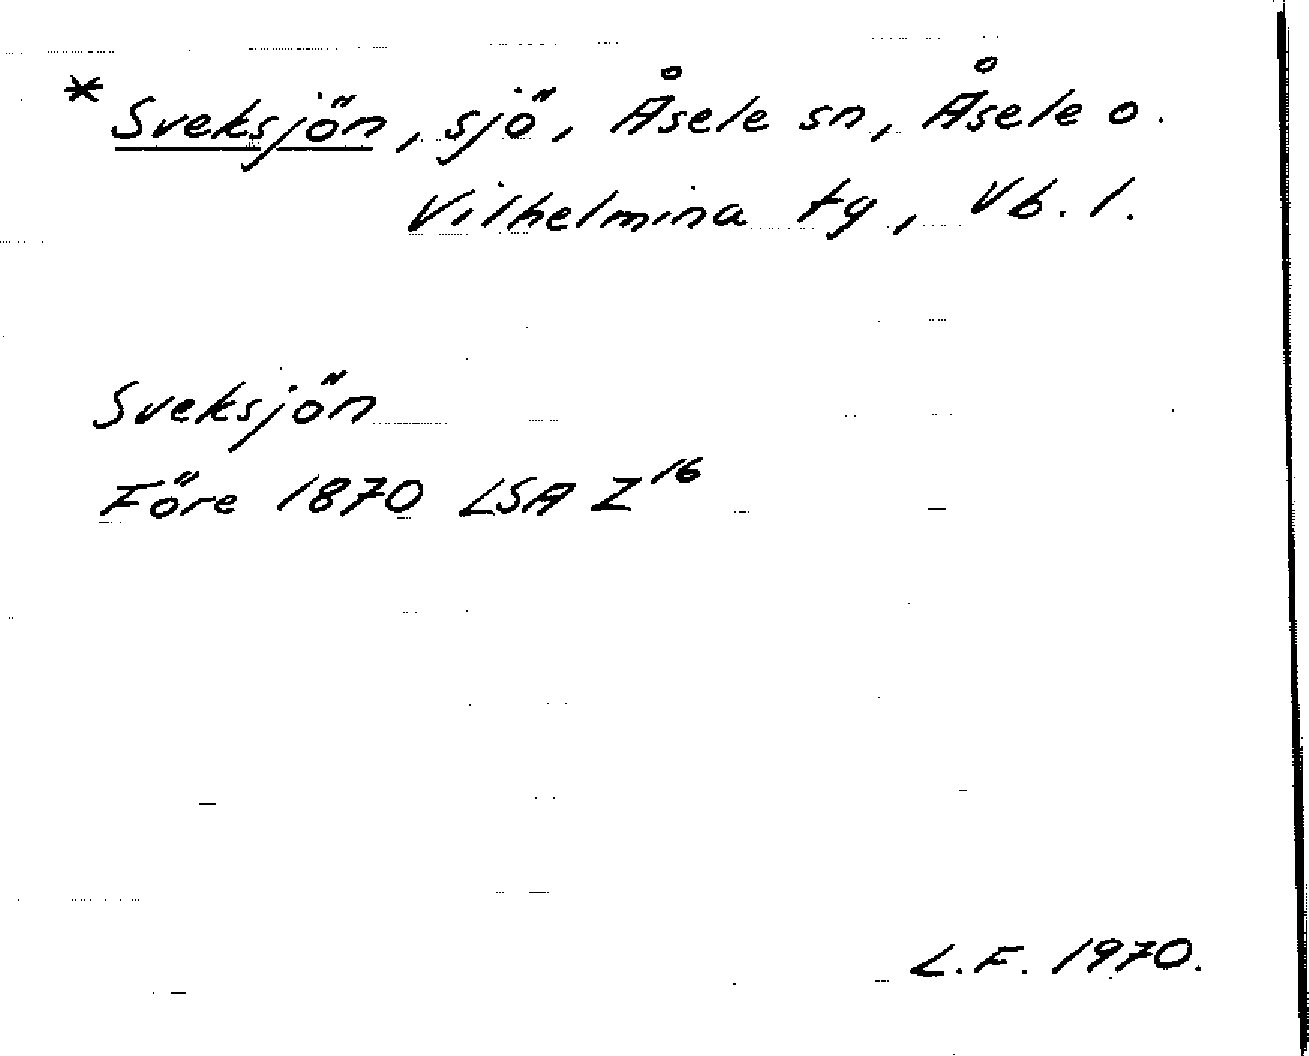 * Sveksjön, sjö, Åsele sn, Åsele o.
Vilhelmina tg, Vb. l.
Sveksjön
Före 1870 LSA Z16
L.F. 1970.